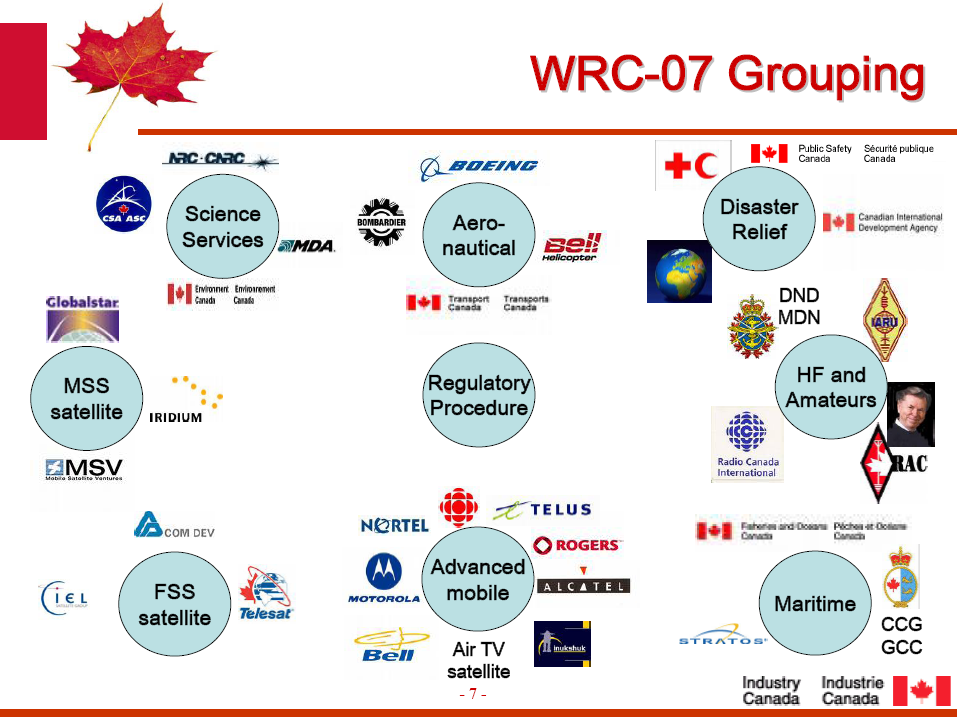 WRC-07 Grouping
NRC·CNRC
CSA ASC
Science
Services
MDA
Environment Environnement
Canada Canada
BOEING
BOMBARDIER
Aero-
nautical
Bell
Helicopter
Transport Transports
Canada Canada
Public Safety Sécurité publique
Canada Canada
Disaster
Relief
Canadian International
Development Agency
Globalstar
MSS
satellite
IRIDIUM
MSV
Mobile Satellite Ventures
Regulatory
Procedure
DND
MDN
IARU
HF and
Amateurs
Radio Canada
International
RAC
COM DEV
CIEL
SATELLITE GROUP
FSS
satellite
Telesat
NORTEL
TELUS
ROGERS
Advanced
mobile
MOTOROLA
ALCATEL
Bell
Air TV
satellite
inukshuk
Fisheries and Oceans Pêches et Océans
Canada Canada
Maritime
STRATOS
CCG
GCC
- 7 -
Industry Industrie
Canada Canada